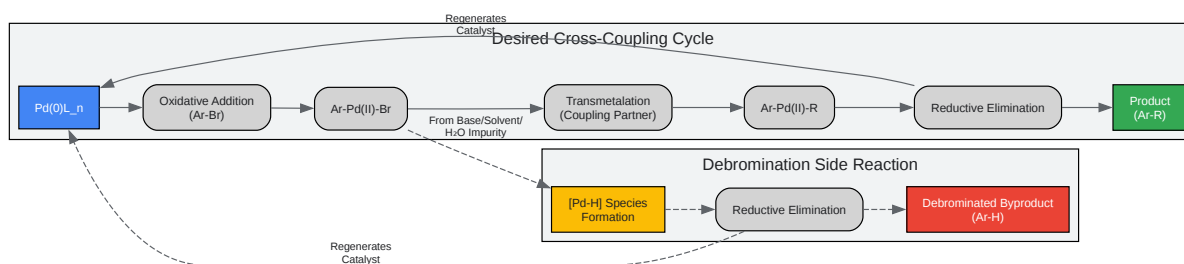 Regenerates
Catalyst
Desired Cross-Coupling Cycle
Pd(0)L_n
Oxidative Addition
(Ar-Br)
Ar-Pd(II)-Br
Transmetalation
(Coupling Partner)
Ar-Pd(II)-R
Reductive Elimination
Product
(Ar-R)
From Base/Solvent/
H₂O Impurity
Debromination Side Reaction
[Pd-H] Species
Formation
Reductive Elimination
Debrominated Byproduct
(Ar-H)
Regenerates
Catalyst